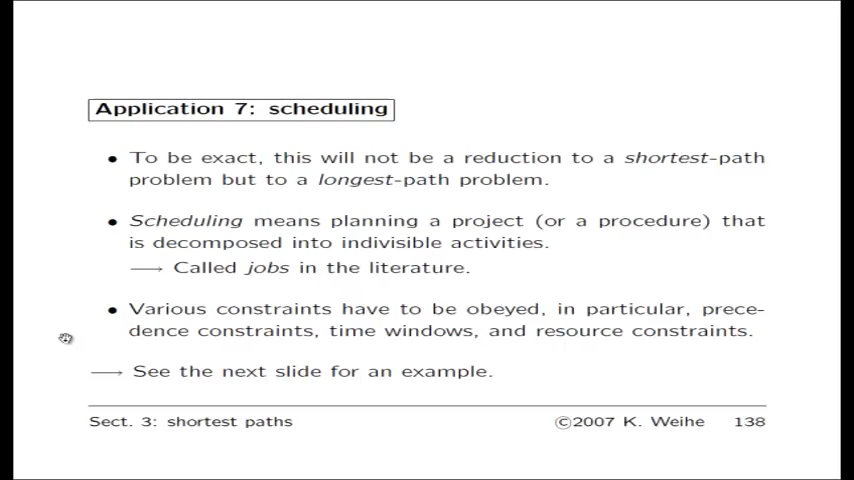 Application 7: scheduling
• To be exact, this will not be a reduction to a shortest-path
problem but to a longest-path problem.
• Scheduling means planning a project (or a procedure) that
is decomposed into indivisible activities.
⟶ Called jobs in the literature.
• Various constraints have to be obeyed, in particular, prece-
dence constraints, time windows, and resource constraints.
⟶ See the next slide for an example.
Sect. 3: shortest paths ©2007 K. Weihe 138